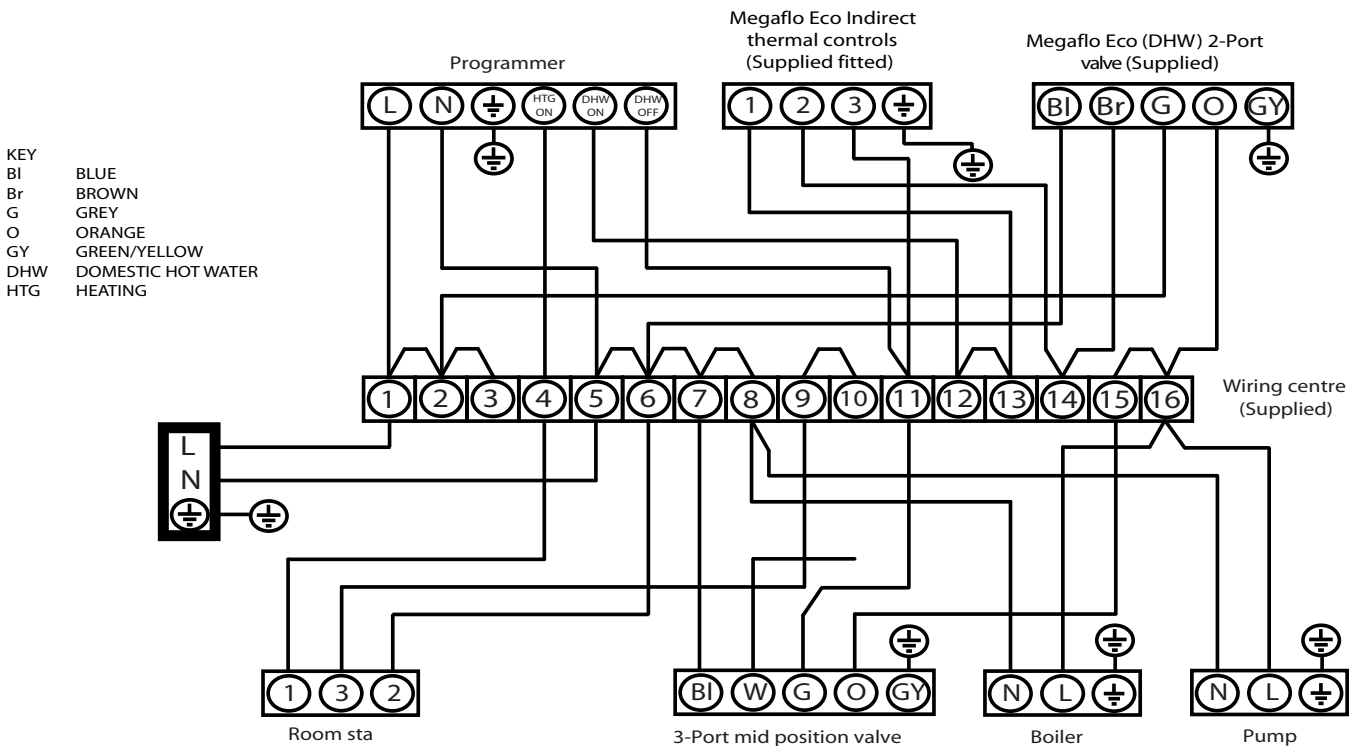 Megaflo Eco Indirect
thermal controls
(Supplied fitted)
Megaflo Eco (DHW) 2-Port
valve (Supplied)
Programmer
L N HTG ON DHW ON DHW OFF
1 2 3
Bl Br G O GY
KEY
Bl BLUE
Br BROWN
G GREY
O ORANGE
GY GREEN/YELLOW
DHW DOMESTIC HOT WATER
HTG HEATING
1 2 3 4 5 6 7 8 9 10 11 12 13 14 15 16
Wiring centre
(Supplied)
L
N
1 3 2
Room sta
Bl W G O GY
3-Port mid position valve
N L
Boiler
N L
Pump